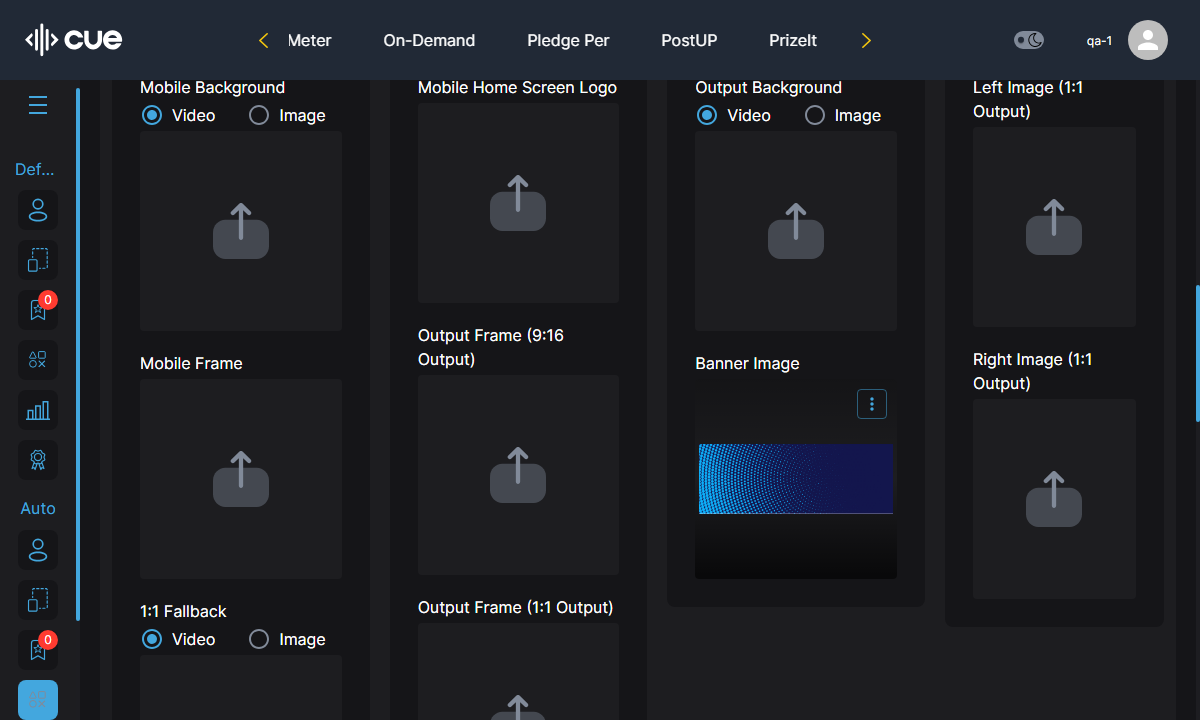 cue
Meter
On-Demand
Pledge Per
PostUP
PrizeIt
qa-1
Def...
0
Auto
0
Mobile Background
Video
Image
Mobile Frame
1:1 Fallback
Video
Image
Mobile Home Screen Logo
Output Frame (9:16
Output)
Output Frame (1:1 Output)
Output Background
Video
Image
Banner Image
Left Image (1:1
Output)
Right Image (1:1
Output)